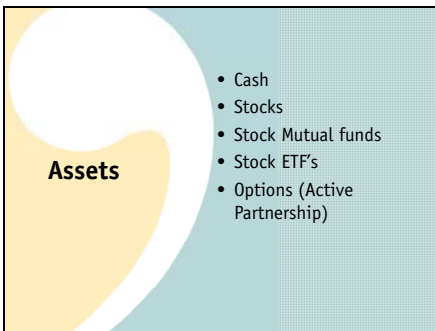 Assets
• Cash
• Stocks
• Stock Mutual funds
• Stock ETF's
• Options (Active
Partnership)